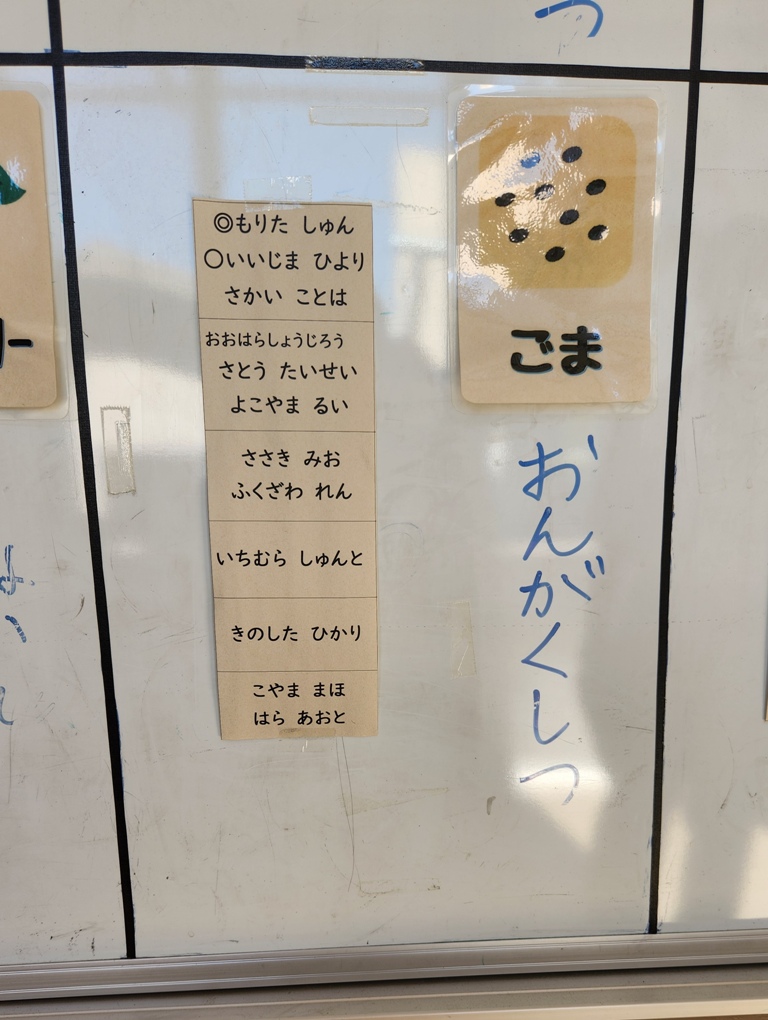 ◎もりた しゅん
○いいじま ひより
さかい ことは
おおはらしょうじろう
さとう たいせい
よこやま るい
ささき みお
ふくざわ れん
いちむら しゅんと
きのした ひかり
こやま まほ
はら あおと
ごま
おんがくしつ
つ